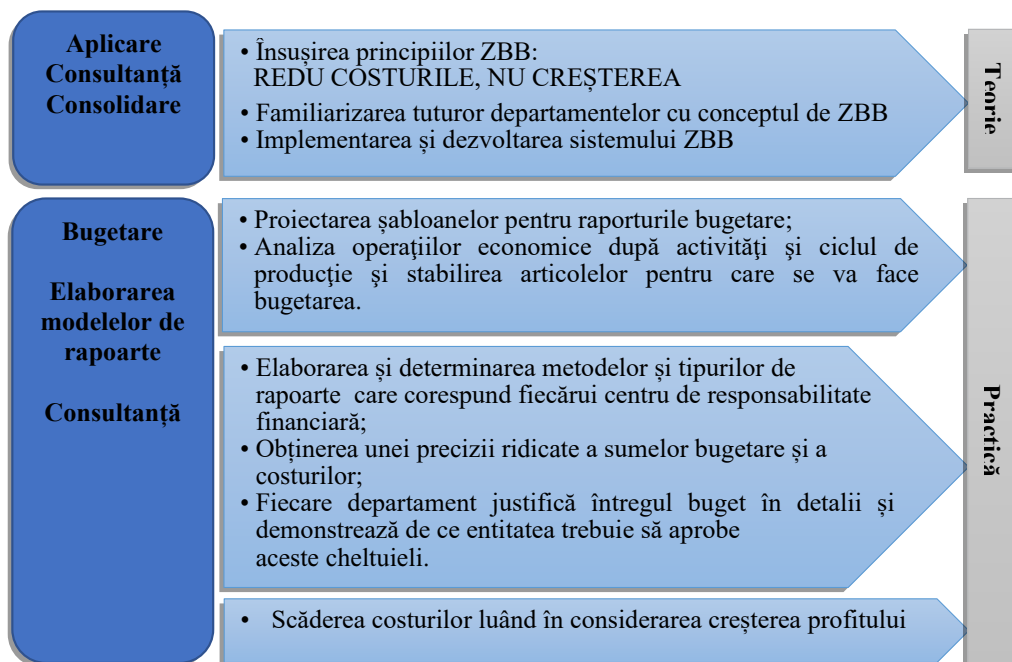 Aplicare
Consultanță
Consolidare
• Însușirea principiilor ZBB:
REDU COSTURILE, NU CREȘTEREA
• Familiarizarea tuturor departamentelor cu conceptul de ZBB
• Implementarea și dezvoltarea sistemului ZBB
Teorie
Bugetare
Elaborarea
modelelor de
rapoarte
Consultanță
• Proiectarea șabloanelor pentru raporturile bugetare;
• Analiza operaţiilor economice după activităţi şi ciclul de
producţie şi stabilirea articolelor pentru care se va face
bugetarea.
• Elaborarea și determinarea metodelor și tipurilor de
rapoarte care corespund fiecărui centru de responsabilitate
financiară;
• Obținerea unei precizii ridicate a sumelor bugetare și a
costurilor;
• Fiecare departament justifică întregul buget în detalii și
demonstrează de ce entitatea trebuie să aprobe
aceste cheltuieli.
• Scăderea costurilor luând în considerarea creșterea profitului
Practică